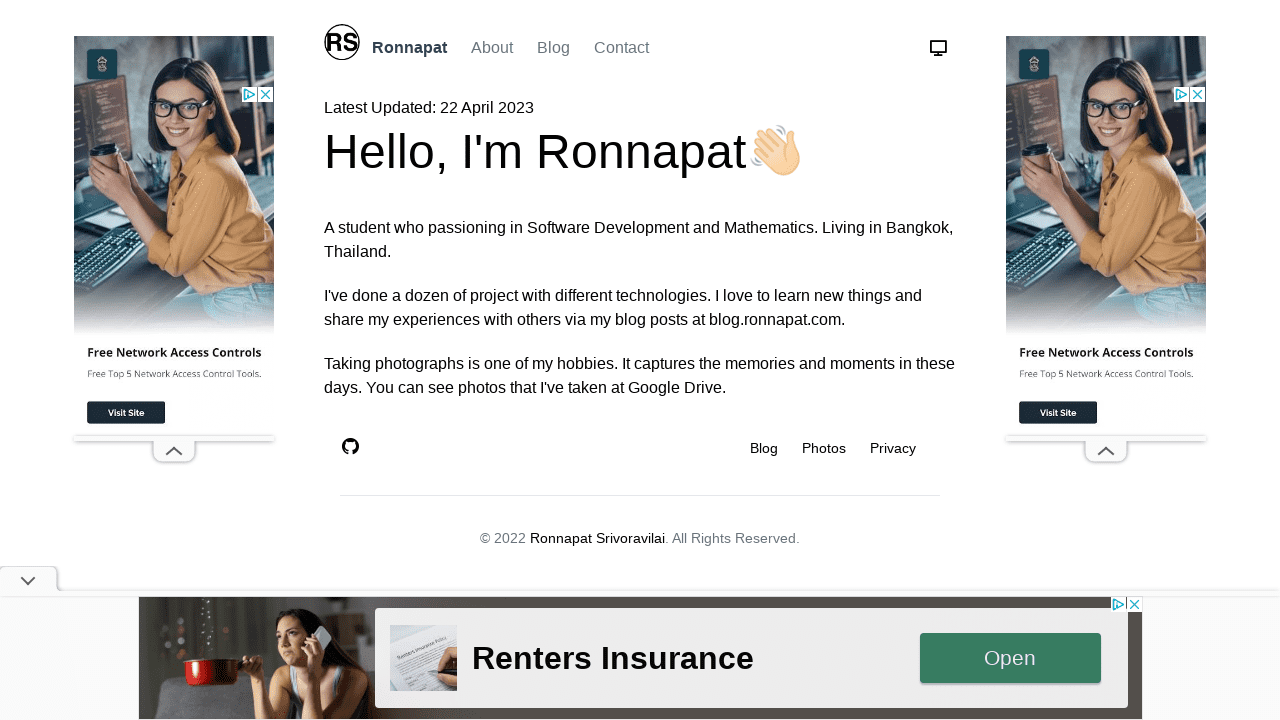 RS Ronnapat About Blog Contact
Latest Updated: 22 April 2023
Hello, I'm Ronnapat👋🏻
A student who passioning in Software Development and Mathematics. Living in Bangkok,
Thailand.
I've done a dozen of project with different technologies. I love to learn new things and
share my experiences with others via my blog posts at blog.ronnapat.com.
Taking photographs is one of my hobbies. It captures the memories and moments in these
days. You can see photos that I've taken at Google Drive.
Blog Photos Privacy
© 2022 Ronnapat Srivoravilai. All Rights Reserved.
Free Network Access Controls
Free Top 5 Network Access Control Tools.
Visit Site
Free Network Access Controls
Free Top 5 Network Access Control Tools.
Visit Site
Renters Insurance Policy
Renters Insurance
Open